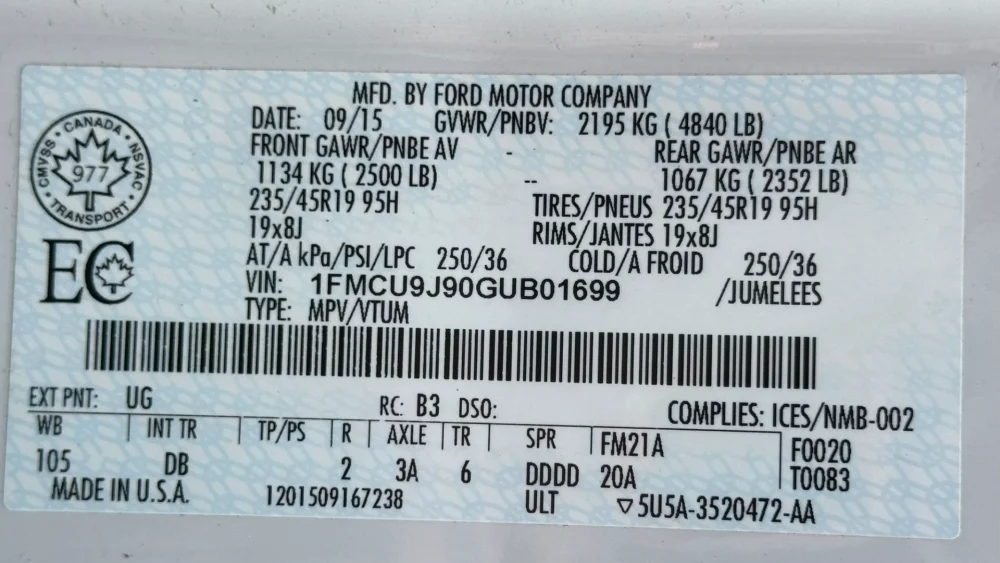 MFD. BY FORD MOTOR COMPANY
DATE: 09/15 GVWR/PNBV: 2195 KG ( 4840 LB)
FRONT GAWR/PNBE AV - REAR GAWR/PNBE AR
1134 KG ( 2500 LB) -- 1067 KG ( 2352 LB)
235/45R19 95H TIRES/PNEUS 235/45R19 95H
19x8J RIMS/JANTES 19x8J
AT/A kPa/PSI/LPC 250/36 COLD/A FROID 250/36
VIN: 1FMCU9J90GUB01699 /JUMELEES
TYPE: MPV/VTUM
CANADA • NSVAC • TRANSPORT • CMVSS •
977
EC
EXT PNT: UG RC: B3 DSO: COMPLIES: ICES/NMB-002
WB INT TR TP/PS R AXLE TR SPR FM21A F0020
105 DB 2 3A 6 DDDD 20A T0083
MADE IN U.S.A. 1201509167238 ULT ▽5U5A-3520472-AA